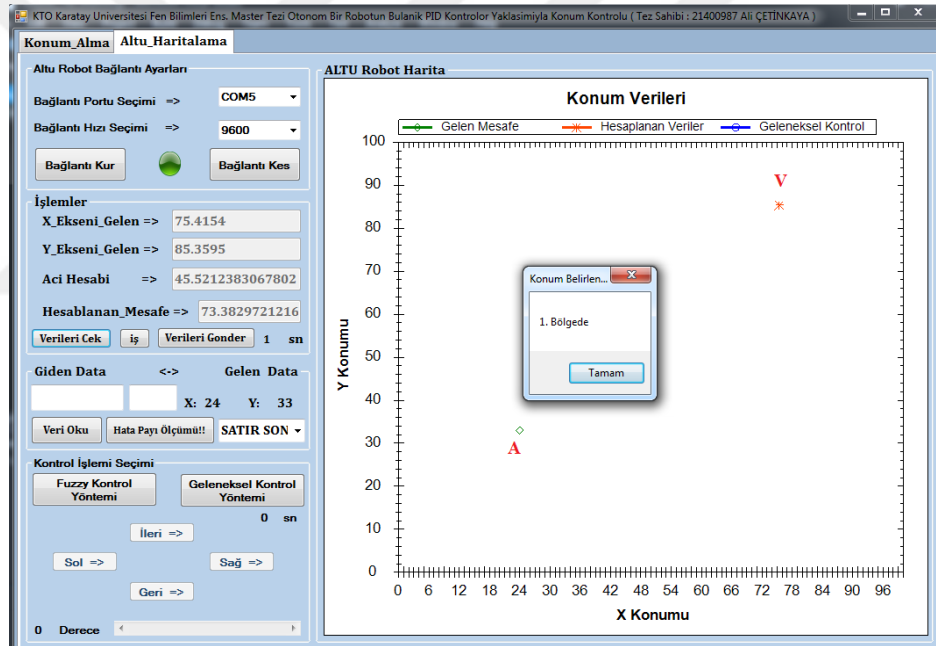 KTO Karatay Universitesi Fen Bilimleri Ens. Master Tezi Otonom Bir Robotun Bulanik PID Kontrolor Yaklasimiyla Konum Kontrolu ( Tez Sahibi : 21400987 Ali ÇETİNKAYA )
Konum_Alma Altu_Haritalama
Altu Robot Bağlantı Ayarları
Bağlantı Portu Seçimi => COM5
Bağlantı Hızı Seçimi => 9600
Bağlantı Kur Bağlantı Kes
İşlemler
X_Ekseni_Gelen => 75.4154
Y_Ekseni_Gelen => 85.3595
Aci Hesabi => 45.5212383067802
Hesablanan_Mesafe => 73.3829721216
Verileri Cek iş Verileri Gonder 1 sn
Giden Data <-> Gelen Data
X: 24 Y: 33
Veri Oku Hata Payı Ölçümü!! SATIR SON
Kontrol İşlemi Seçimi
Fuzzy Kontrol Yöntemi Geleneksel Kontrol Yöntemi
0 sn
İleri =>
Sol => Sağ =>
Geri =>
0 Derece
ALTU Robot Harita
Konum Verileri
Gelen Mesafe Hesaplanan Veriler Geleneksel Kontrol
100
90
80
70
60
50
40
30
20
10
0
Y Konumu
V
A
Konum Belirlen...
1. Bölgede
Tamam
0 6 12 18 24 30 36 42 48 54 60 66 72 78 84 90 96
X Konumu